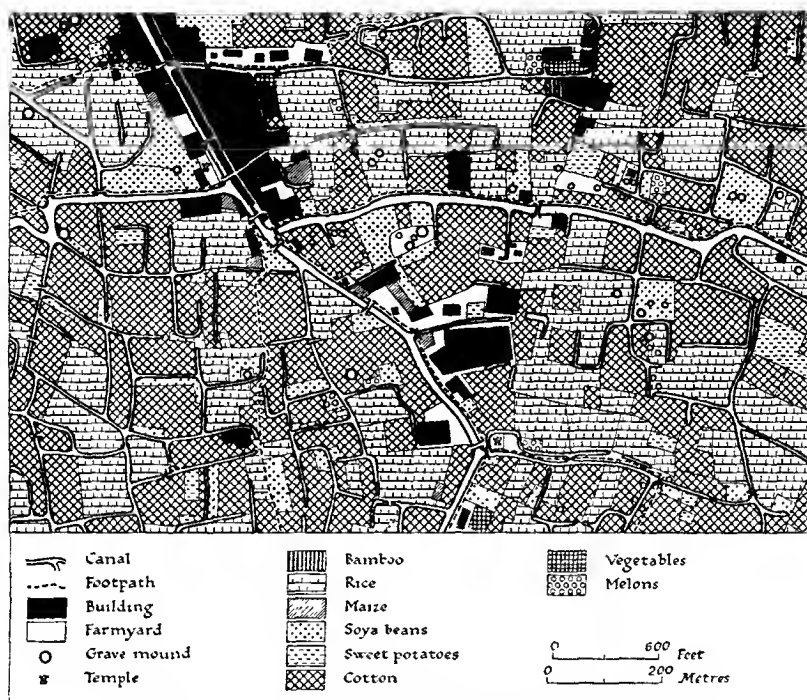 Canal
Footpath
Building
Farmyard
Grave mound
Temple
Bamboo
Rice
Maize
Soya beans
Sweet potatoes
Cotton
Vegetables
Melons
0 600 Feet
0 200 Metres